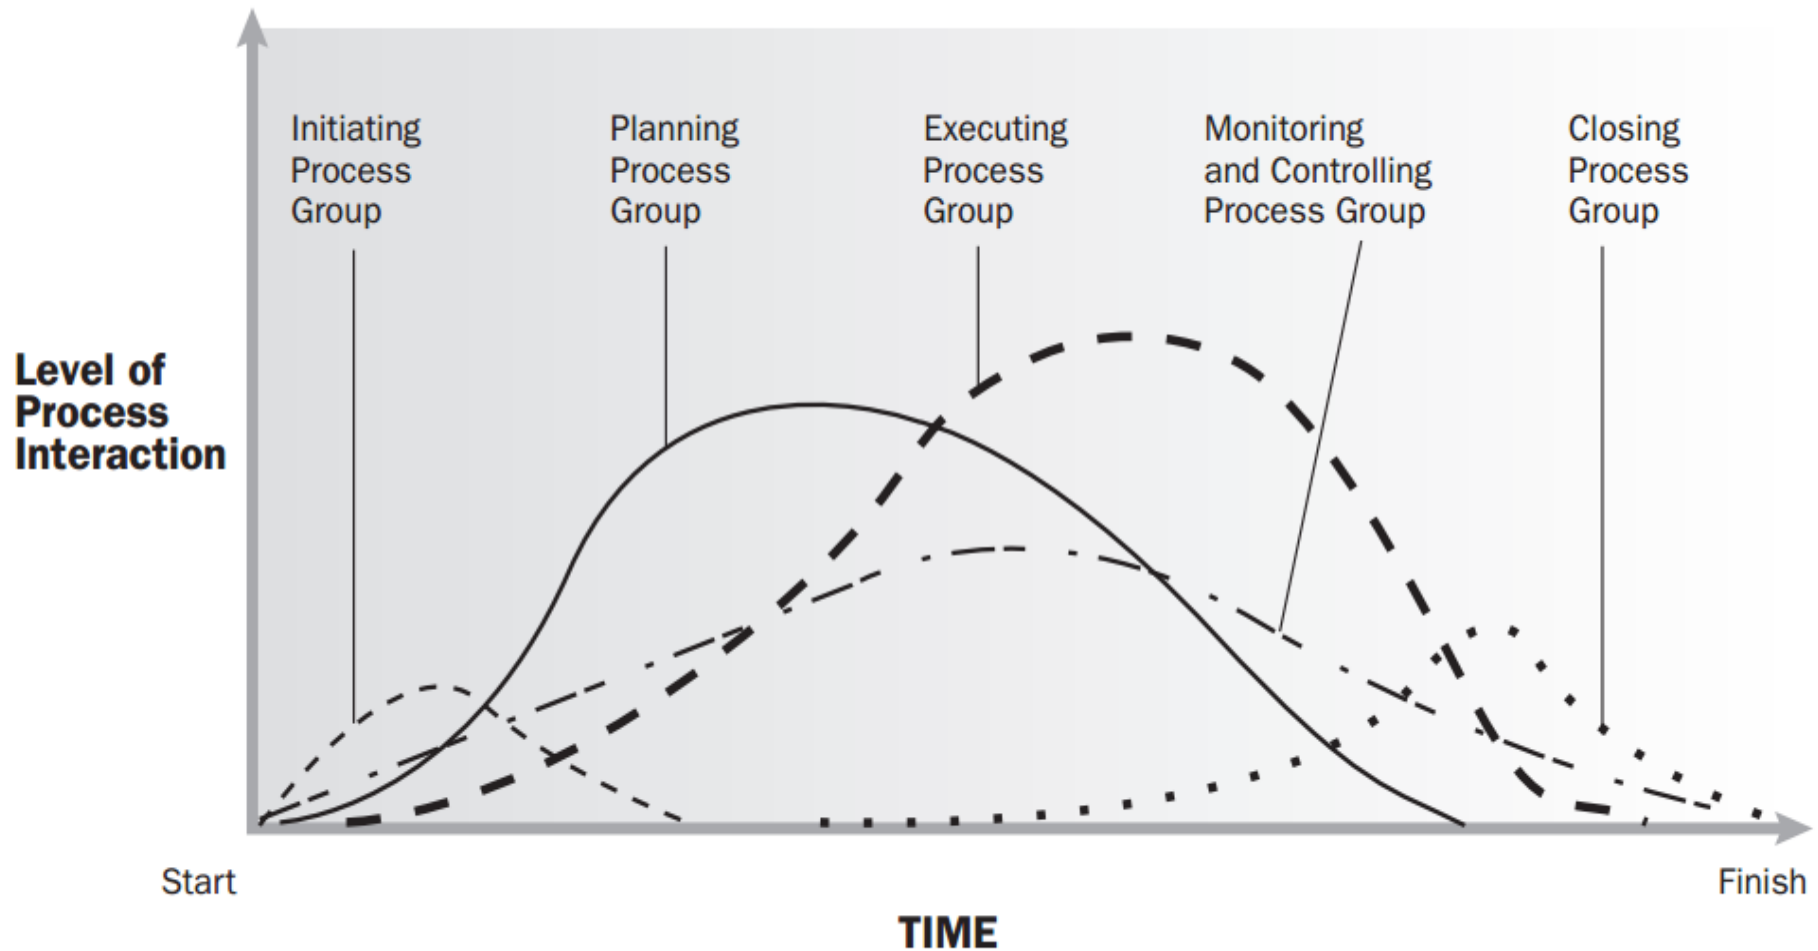 Initiating
Process
Group
Planning
Process
Group
Executing
Process
Group
Monitoring
and Controlling
Process Group
Closing
Process
Group
Level of
Process
Interaction
Start
Finish
TIME